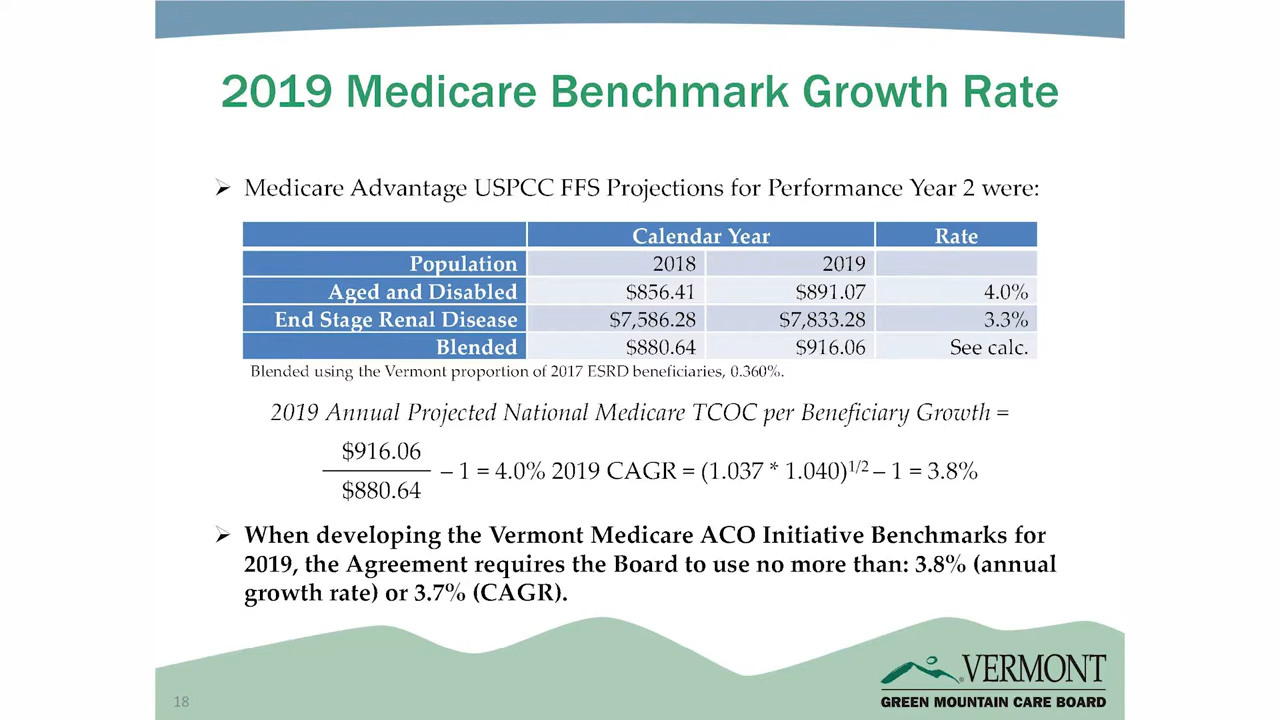 2019 Medicare Benchmark Growth Rate
➢ Medicare Advantage USPCC FFS Projections for Performance Year 2 were:
Calendar Year Rate
Population 2018 2019
Aged and Disabled $856.41 $891.07 4.0%
End Stage Renal Disease $7,586.28 $7,833.28 3.3%
Blended $880.64 $916.06 See calc.
Blended using the Vermont proportion of 2017 ESRD beneficiaries, 0.360%.
2019 Annual Projected National Medicare TCOC per Beneficiary Growth =
$916.06
– 1 = 4.0% 2019 CAGR = (1.037 * 1.040)1/2 – 1 = 3.8%
$880.64
➢ When developing the Vermont Medicare ACO Initiative Benchmarks for
2019, the Agreement requires the Board to use no more than: 3.8% (annual
growth rate) or 3.7% (CAGR).
18
VERMONT
GREEN MOUNTAIN CARE BOARD